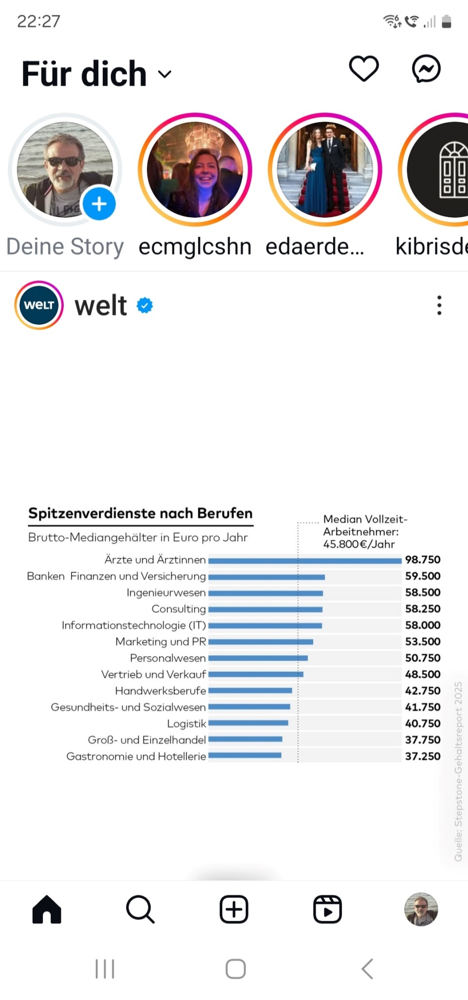 22:27
Für dich
Deine Story
ecmglcshn
edaerde...
kibrisde
WELT
welt
Spitzenverdienste nach Berufen
Brutto-Mediangehälter in Euro pro Jahr
Median Vollzeit-
Arbeitnehmer:
45.800€/Jahr
Ärzte und Ärztinnen 98.750
Banken Finanzen und Versicherung 59.500
Ingenieurwesen 58.500
Consulting 58.250
Informationstechnologie (IT) 58.000
Marketing und PR 53.500
Personalwesen 50.750
Vertrieb und Verkauf 48.500
Handwerksberufe 42.750
Gesundheits- und Sozialwesen 41.750
Logistik 40.750
Groß- und Einzelhandel 37.750
Gastronomie und Hotellerie 37.250
Quelle: Stepstone-Gehaltsreport 2025